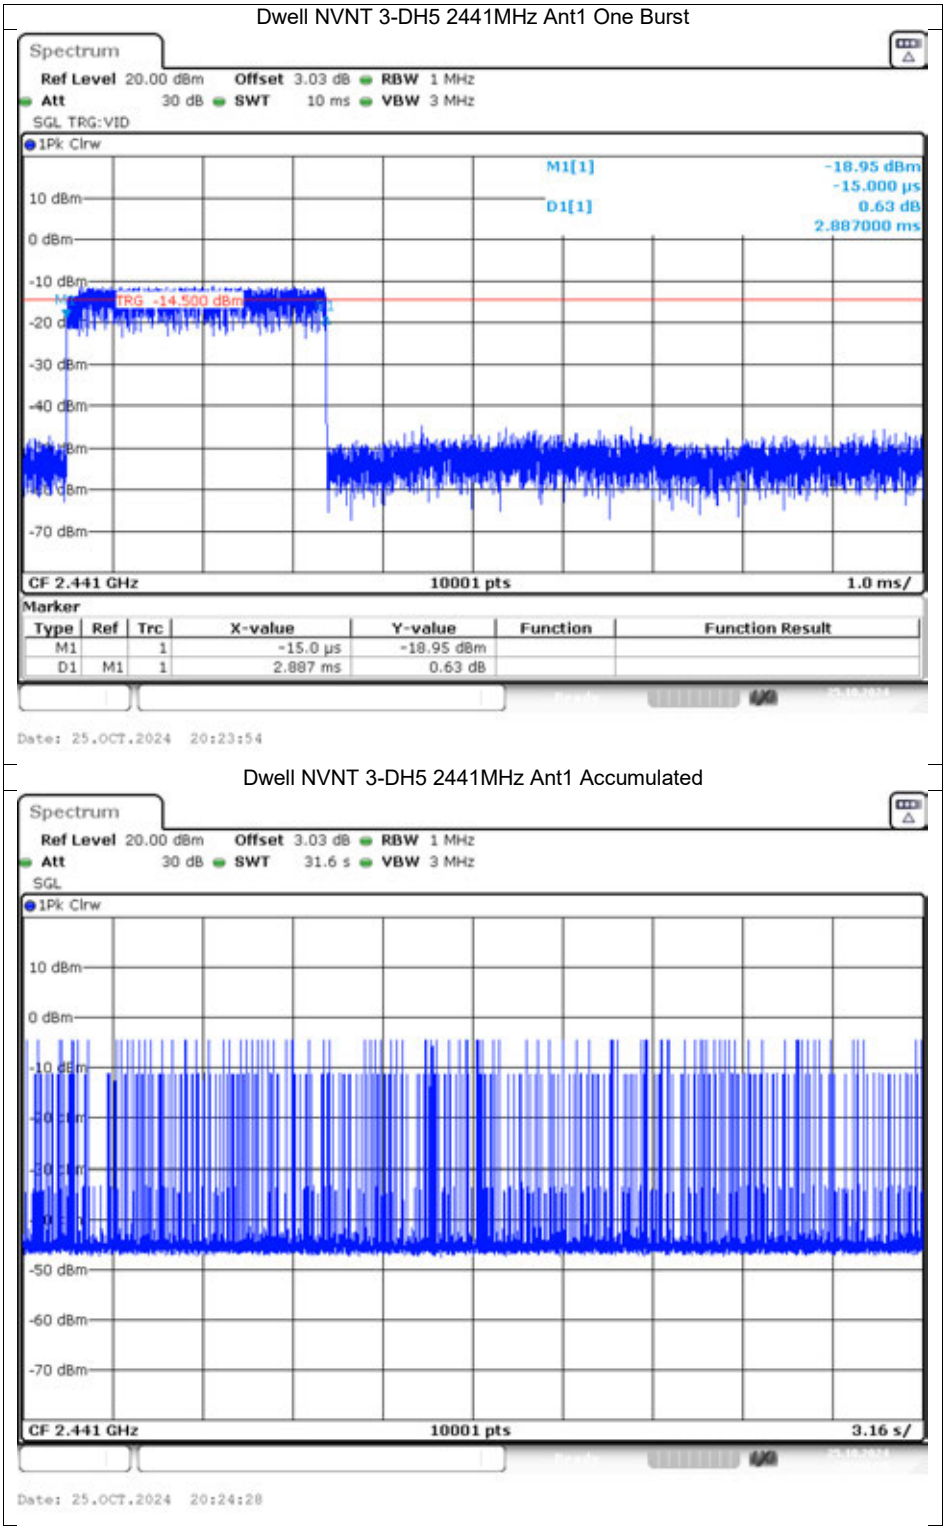 Dwell NVNT 3-DH5 2441MHz Ant1 One Burst
Spectrum
Ref Level 20.00 dBm Offset 3.03 dB RBW 1 MHz
Att 30 dB SWT 10 ms VBW 3 MHz
SGL TRG:VID
1Pk Clrw
M1[1] -18.95 dBm
-15.000 µs
D1[1] 0.63 dB
2.887000 ms
10 dBm
0 dBm
-10 dBm
TRG -14.500 dBm
-30 dBm
-40 dBm
-70 dBm
CF 2.441 GHz 10001 pts 1.0 ms/
Marker
Type Ref Trc X-value Y-value Function Function Result
M1 1 -15.0 µs -18.95 dBm
D1 M1 1 2.887 ms 0.63 dB
25.10.2024
Date: 25.OCT.2024 20:23:54
Dwell NVNT 3-DH5 2441MHz Ant1 Accumulated
Spectrum
Ref Level 20.00 dBm Offset 3.03 dB RBW 1 MHz
Att 30 dB SWT 31.6 s VBW 3 MHz
SGL
1Pk Clrw
10 dBm
0 dBm
-10 dBm
-50 dBm
-60 dBm
-70 dBm
CF 2.441 GHz 10001 pts 3.16 s/
Date: 25.OCT.2024 20:24:28